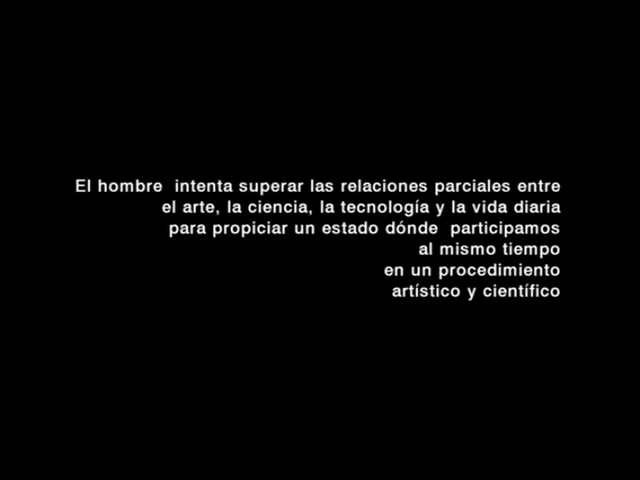 El hombre  intenta superar las relaciones parciales entre
el arte, la ciencia, la tecnología y la vida diaria
para propiciar un estado dónde  participamos
al mismo tiempo
en un procedimiento
artístico y científico